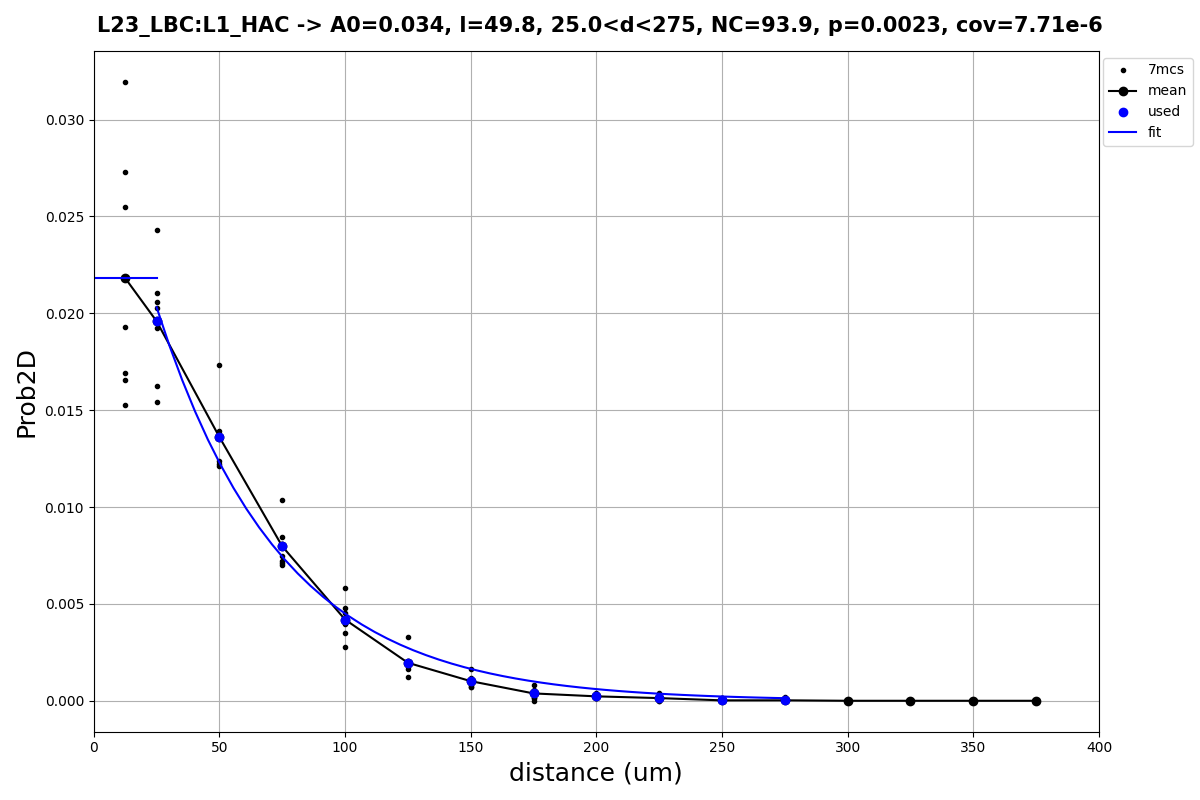 L23_LBC:L1_HAC -> A0=0.034, l=49.8, 25.0<d<275, NC=93.9, p=0.0023, cov=7.71e-6
7mcs
mean
used
fit
Prob2D
0.030
0.025
0.020
0.015
0.010
0.005
0.000
0 50 100 150 200 250 300 350 400
distance (um)